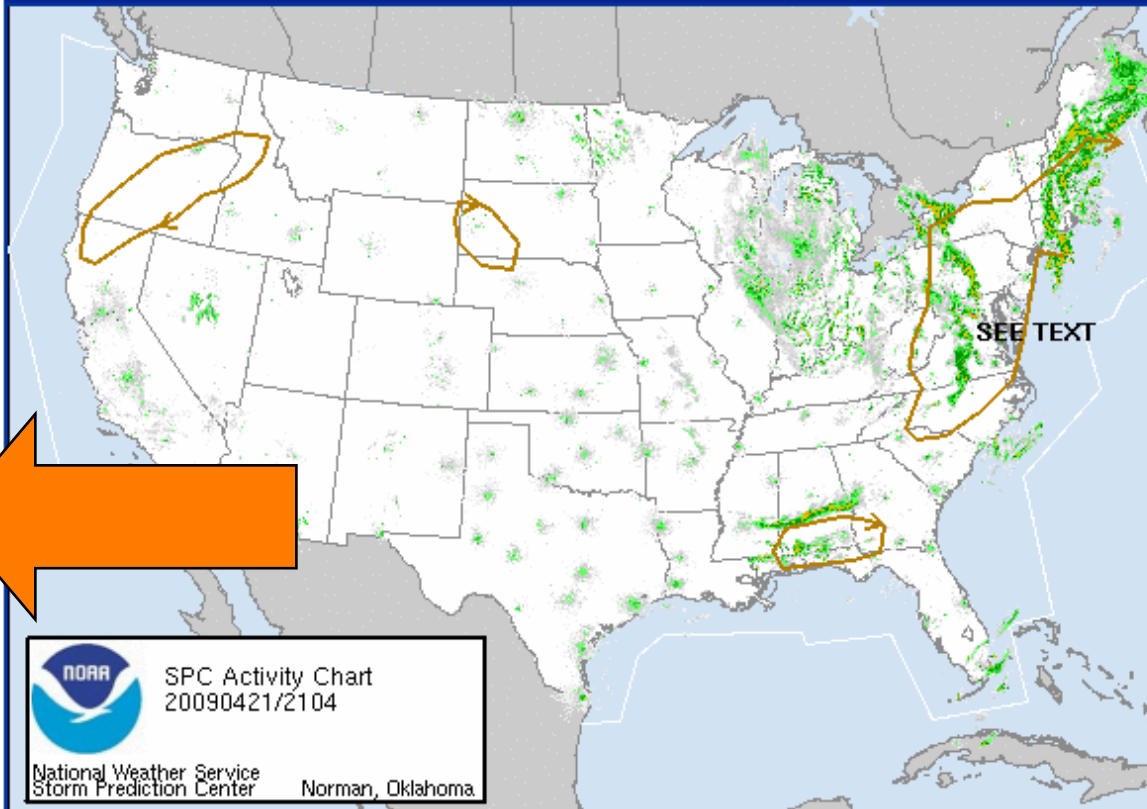 SEE TEXT
NOAA
SPC Activity Chart
20090421/2104
National Weather Service
Storm Prediction Center Norman, Oklahoma